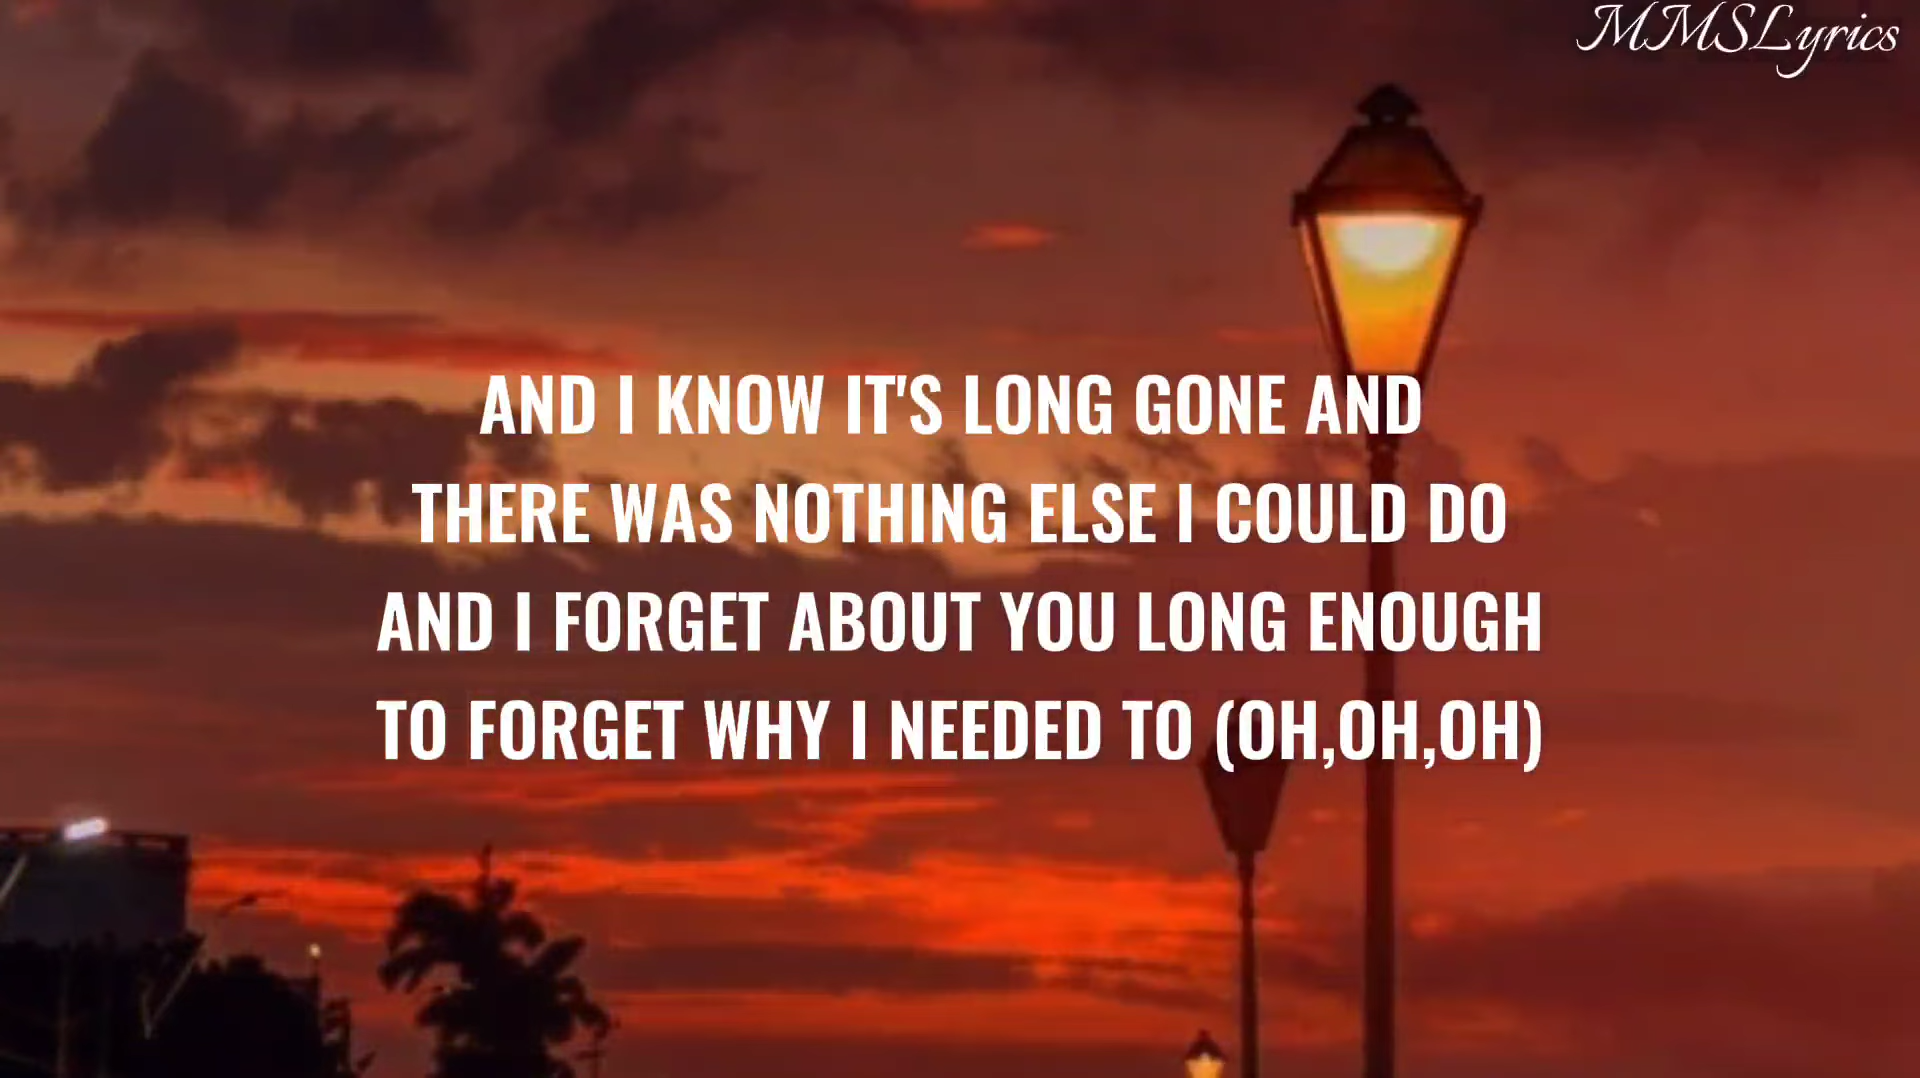 MMSLyrics
AND I KNOW IT'S LONG GONE AND
THERE WAS NOTHING ELSE I COULD DO
AND I FORGET ABOUT YOU LONG ENOUGH
TO FORGET WHY I NEEDED TO (OH,OH,OH)